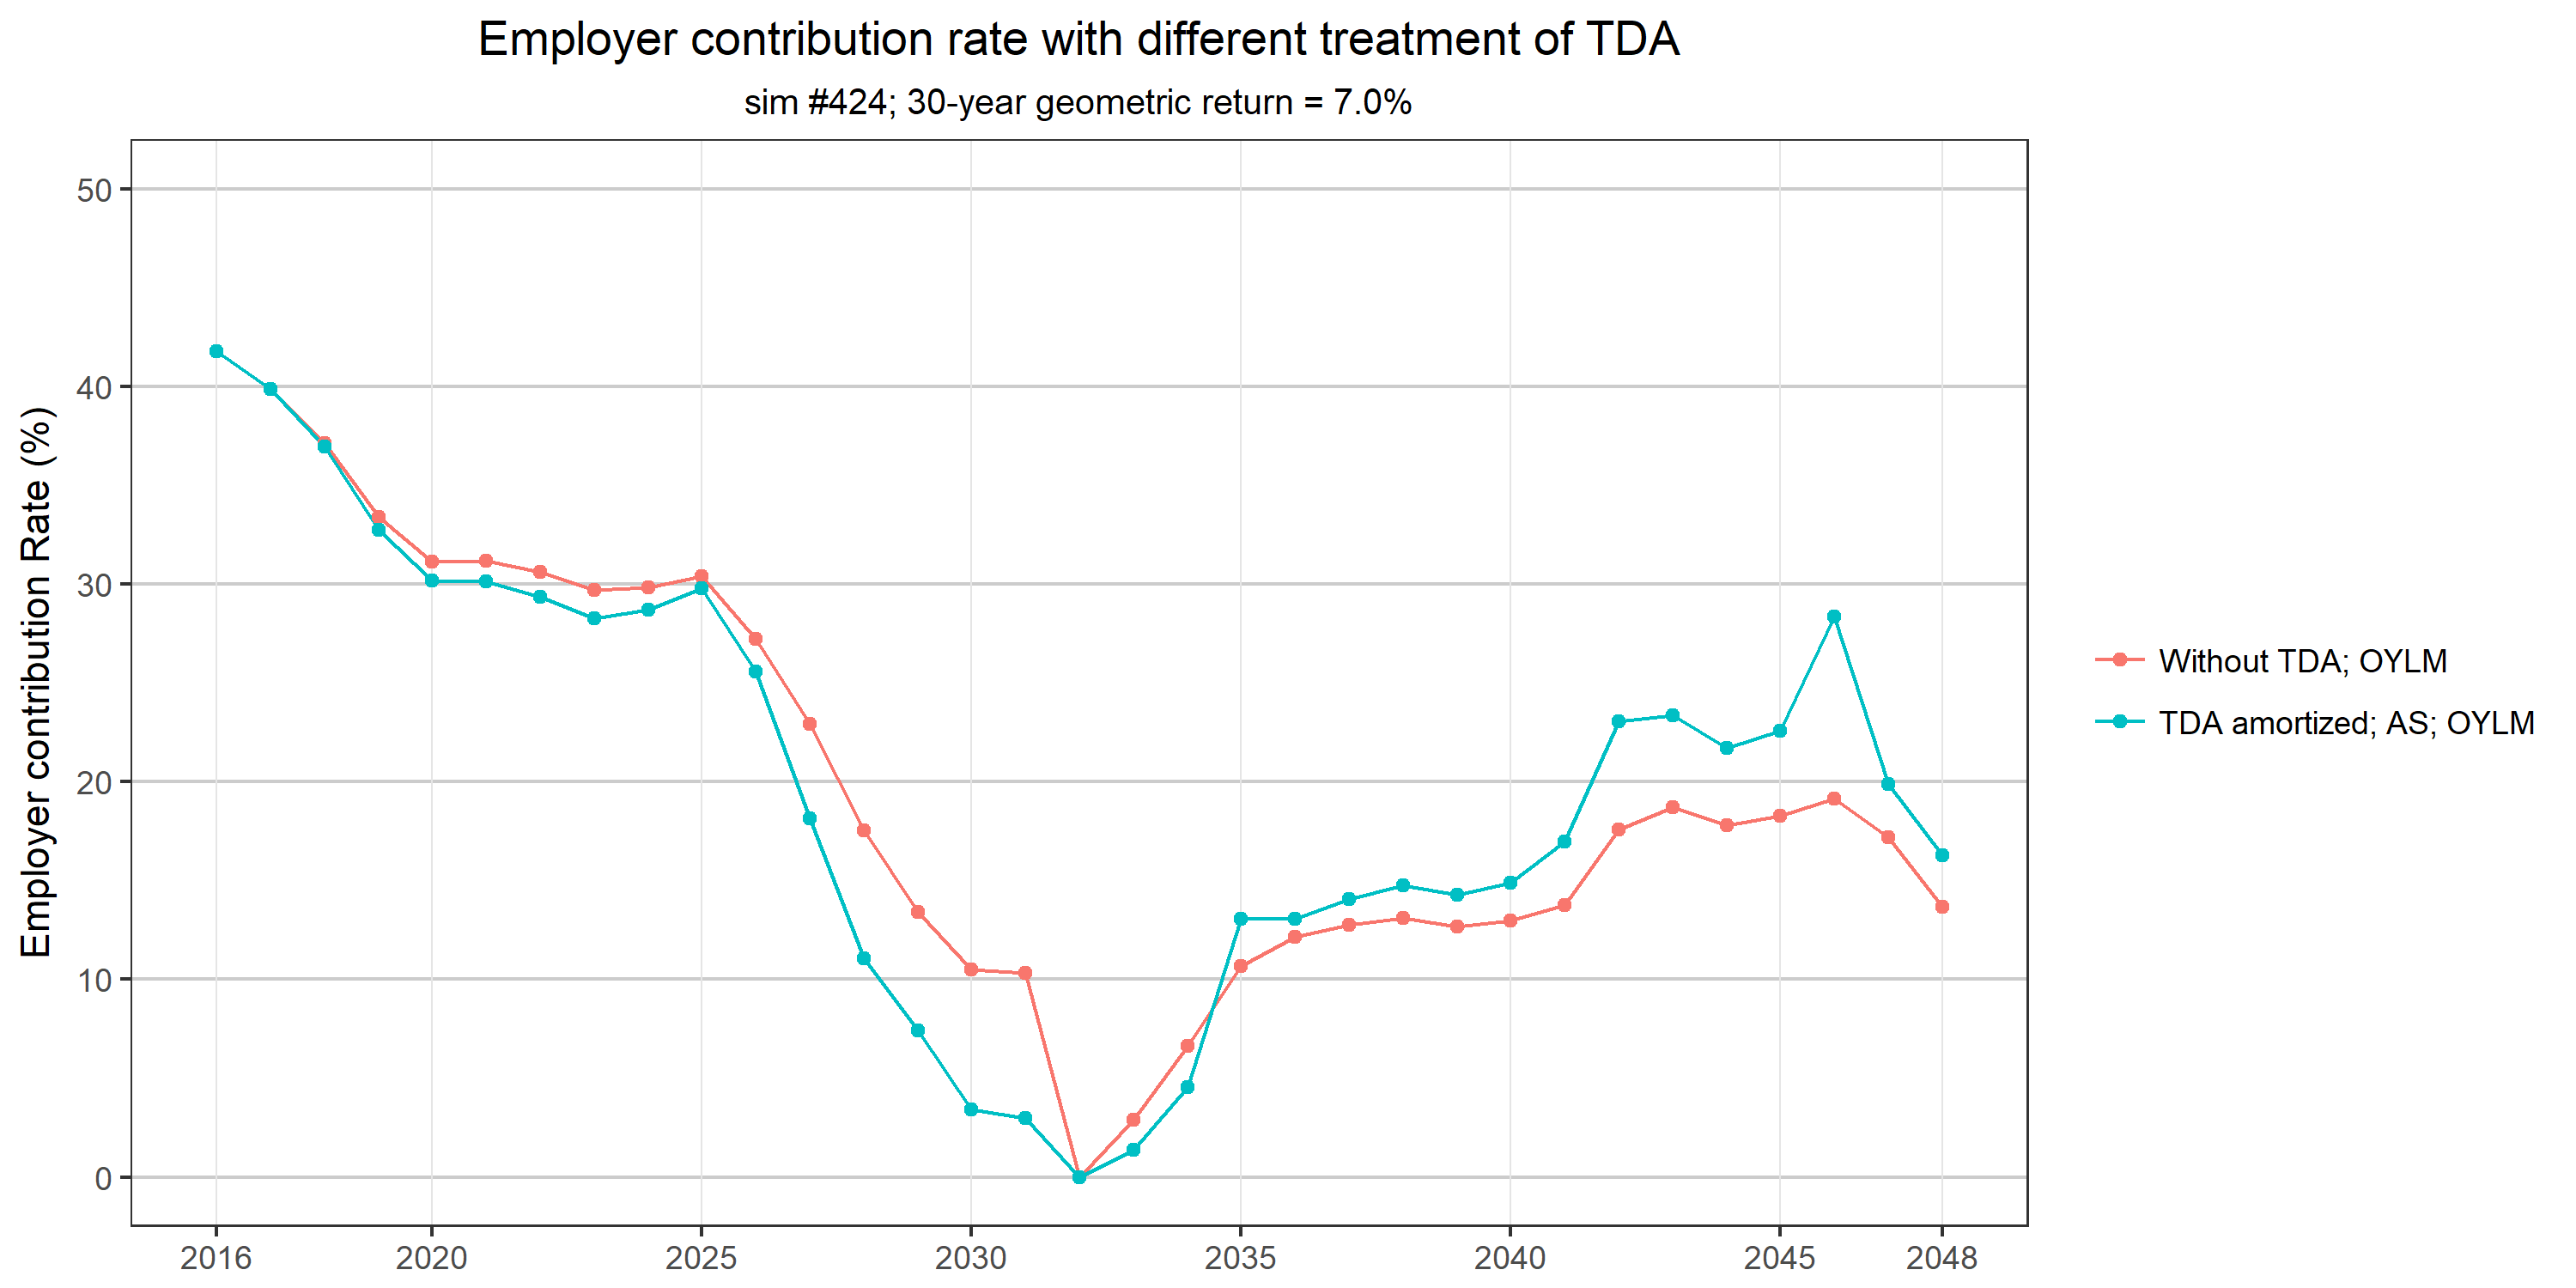 Employer contribution rate with different treatment of TDA
sim #424; 30-year geometric return = 7.0%
Employer contribution Rate (%)
50
40
30
20
10
0
2016 2020 2025 2030 2035 2040 2045 2048
Without TDA; OYLM
TDA amortized; AS; OYLM